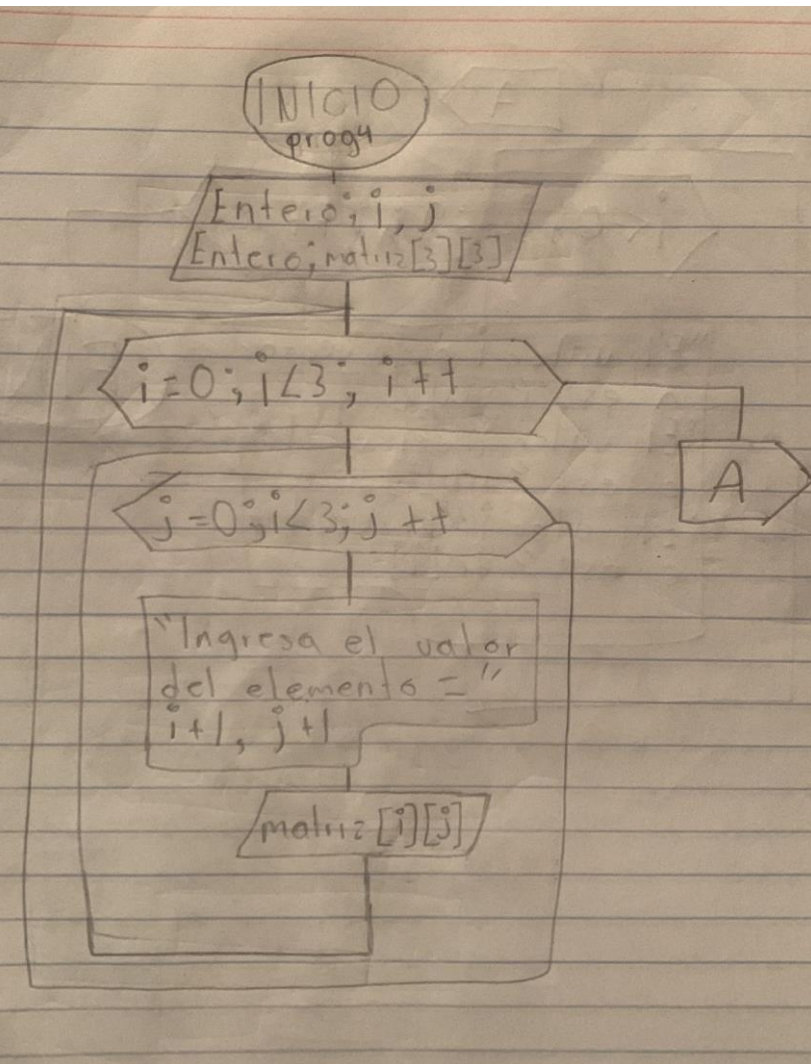 INICIO
prog4
Entero; i, j
Entero; matriz[3][3]
i=0; i<3; i++
A
j=0; i<3; j++
"Ingresa el valor
del elemento="
i+1, j+1
matriz[i][j]